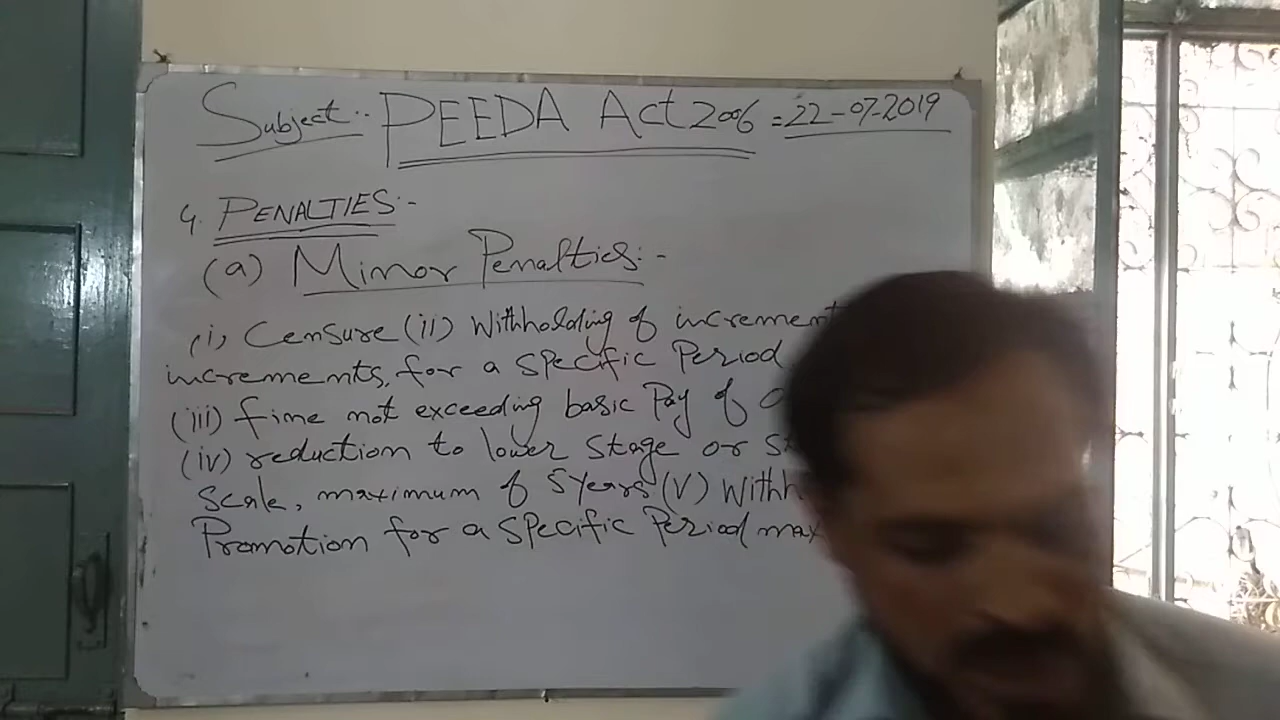 Subject:- PEEDA Act 2006 = 22-07-2019
4. PENALTIES:-
(a) Minor Penalties:-
(i) Censure (ii) Withholding of increment
increments, for a specific Period
(iii) fine not exceeding basic Pay of
(iv) reduction to lower stage or
scale, maximum of 5 years (V)
Promotion for a specific Period